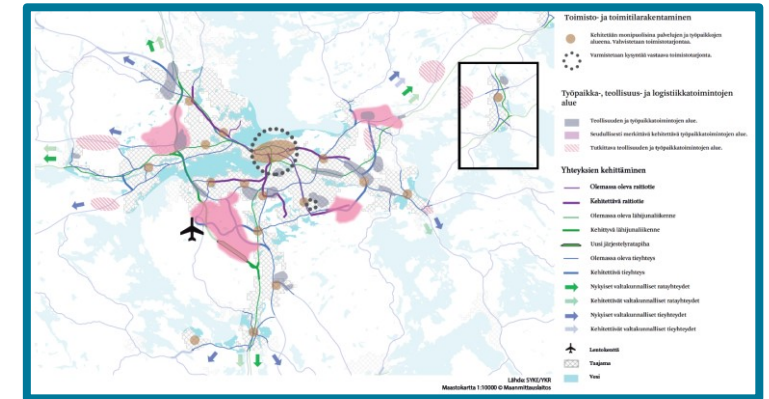 Toimisto- ja toimitilarakentaminen
Kehitetään monipuolisina palvelujen ja työpaikkojen
alueena. Vahvistetaan toimistotarjontaa.
Varmistetaan kysyntää vastaava toimistotarjonta.
Työpaikka-, teollisuus- ja logistiikkatoimintojen
alue
Teollisuuden ja työpaikkatoimintojen alue.
Seudullisesti merkittävä kehitettävä työpaikkatoimintojen alue.
Tutkittava teollisuuden ja työpaikkatoimintojen alue.
Yhteyksien kehittäminen
Olemassa oleva raitiotie
Kehitettävä raitiotie
Olemassa oleva lähijunaliikenne
Kehittyvä lähijunaliikenne
Uusi järjestelyratapiha
Olemassa oleva tieyhteys
Kehitettävä tieyhteys
Nykyiset valtakunnalliset ratayhteydet
Kehitettävät valtakunnalliset ratayhteydet
Nykyiset valtakunnalliset tieyhteydet
Kehitettävät valtakunnalliset tieyhteydet
Lentokenttä
Taajama
Vesi
Lähde: SYKE/YKR
Maastokartta 1:10000 © Maanmittauslaitos